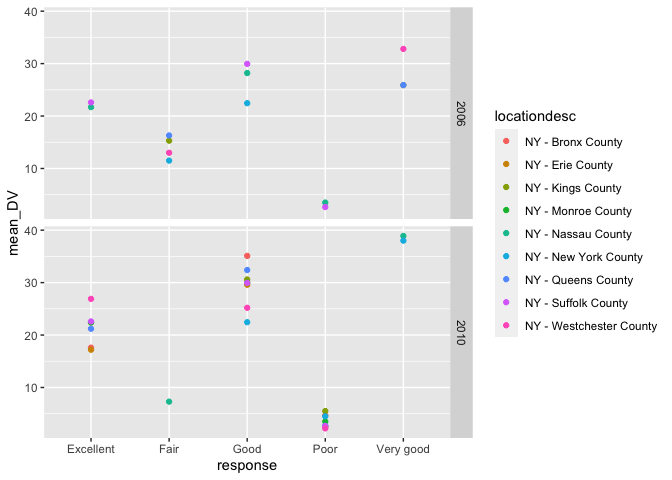 40
30
20
10
2006
mean_DV
40
30
20
10
2010
Excellent Fair Good Poor Very good
response
locationdesc
NY - Bronx County
NY - Erie County
NY - Kings County
NY - Monroe County
NY - Nassau County
NY - New York County
NY - Queens County
NY - Suffolk County
NY - Westchester County